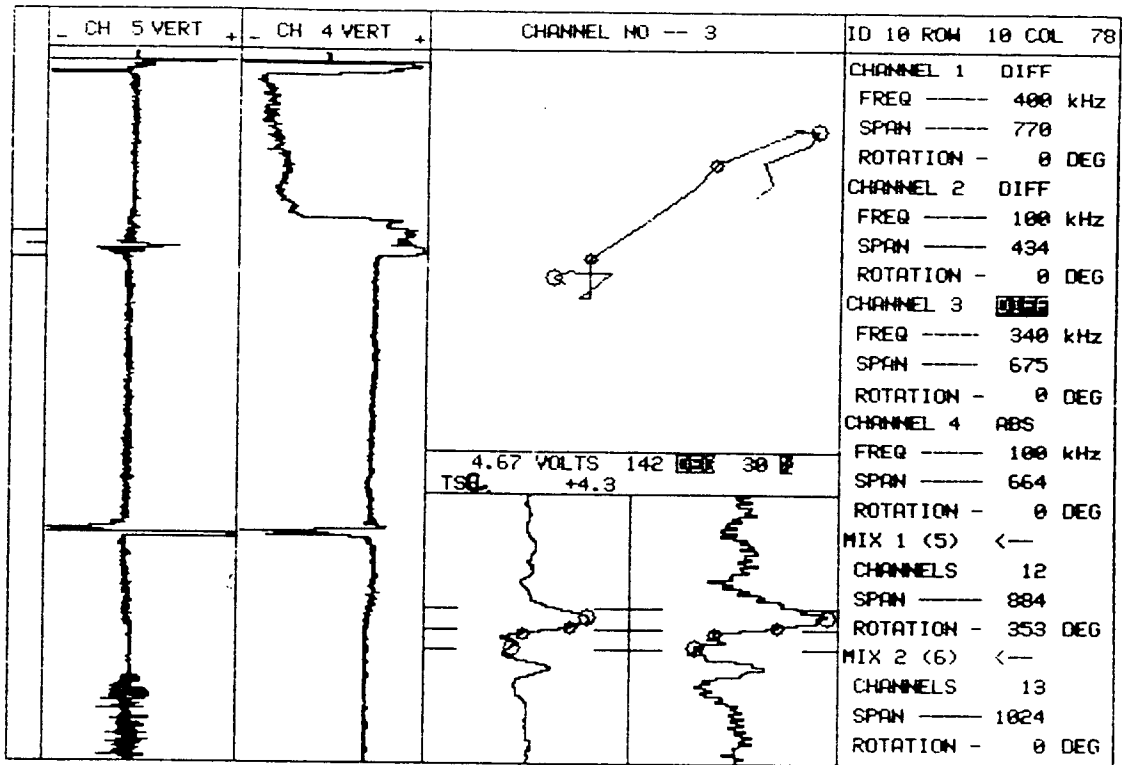 _ CH 5 VERT +
_ CH 4 VERT +
CHANNEL NO -- 3
ID 10 ROW 10 COL 78
CHANNEL 1 DIFF
FREQ ----- 400 kHz
SPAN ----- 770
ROTATION - 0 DEG
CHANNEL 2 DIFF
FREQ ----- 100 kHz
SPAN ----- 434
ROTATION - 0 DEG
CHANNEL 3 DIFF
FREQ ----- 340 kHz
SPAN ----- 675
ROTATION - 0 DEG
CHANNEL 4 ABS
FREQ ----- 100 kHz
SPAN ----- 664
ROTATION - 0 DEG
MIX 1 (5) <--
CHANNELS 12
SPAN ----- 884
ROTATION - 353 DEG
MIX 2 (6) <--
CHANNELS 13
SPAN ----- 1024
ROTATION - 0 DEG
4.67 VOLTS 142 DEG 30
+4.3